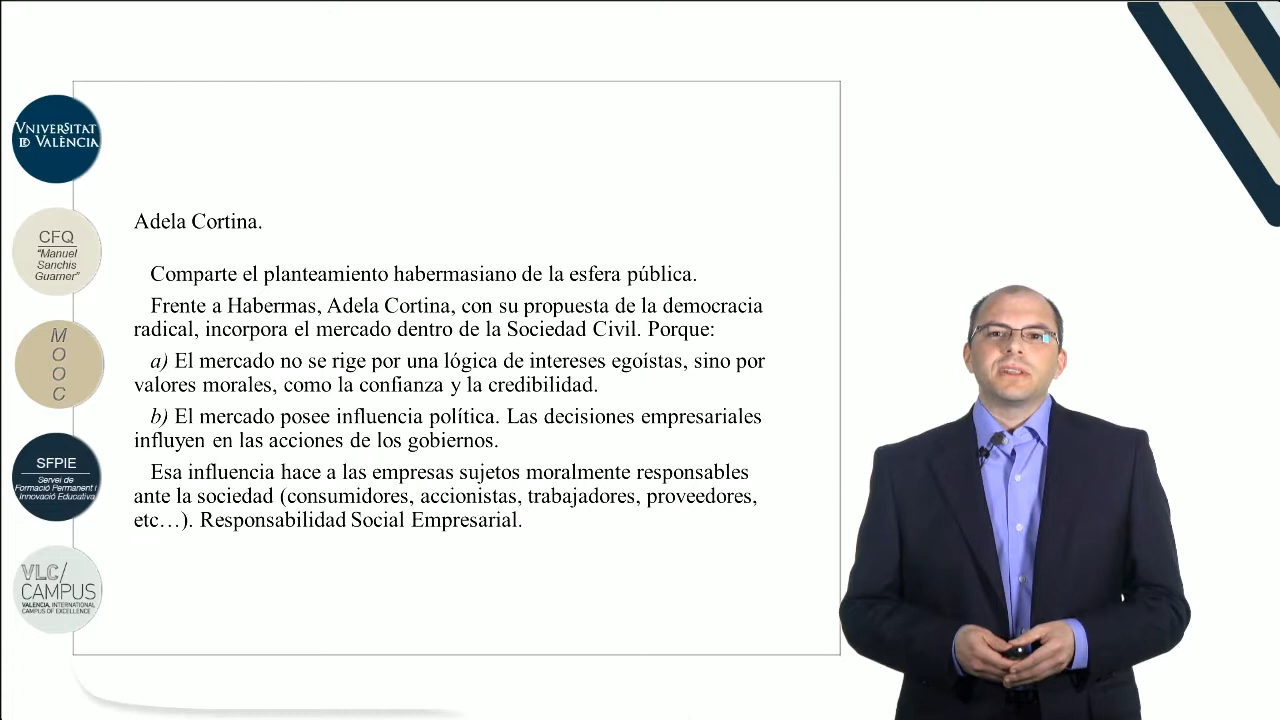 VNIVERSITAT
DE VALÈNCIA
CFQ
"Manuel
Sanchis
Guarner"
M
O
O
C
SFPIE
Servei de
Formació Permanent i
Innovació Educativa
VLC/
CAMPUS
VALENCIA, INTERNATIONAL
CAMPUS OF EXCELLENCE
Adela Cortina.
Comparte el planteamiento habermasiano de la esfera pública.
Frente a Habermas, Adela Cortina, con su propuesta de la democracia
radical, incorpora el mercado dentro de la Sociedad Civil. Porque:
a) El mercado no se rige por una lógica de intereses egoístas, sino por
valores morales, como la confianza y la credibilidad.
b) El mercado posee influencia política. Las decisiones empresariales
influyen en las acciones de los gobiernos.
Esa influencia hace a las empresas sujetos moralmente responsables
ante la sociedad (consumidores, accionistas, trabajadores, proveedores,
etc…). Responsabilidad Social Empresarial.